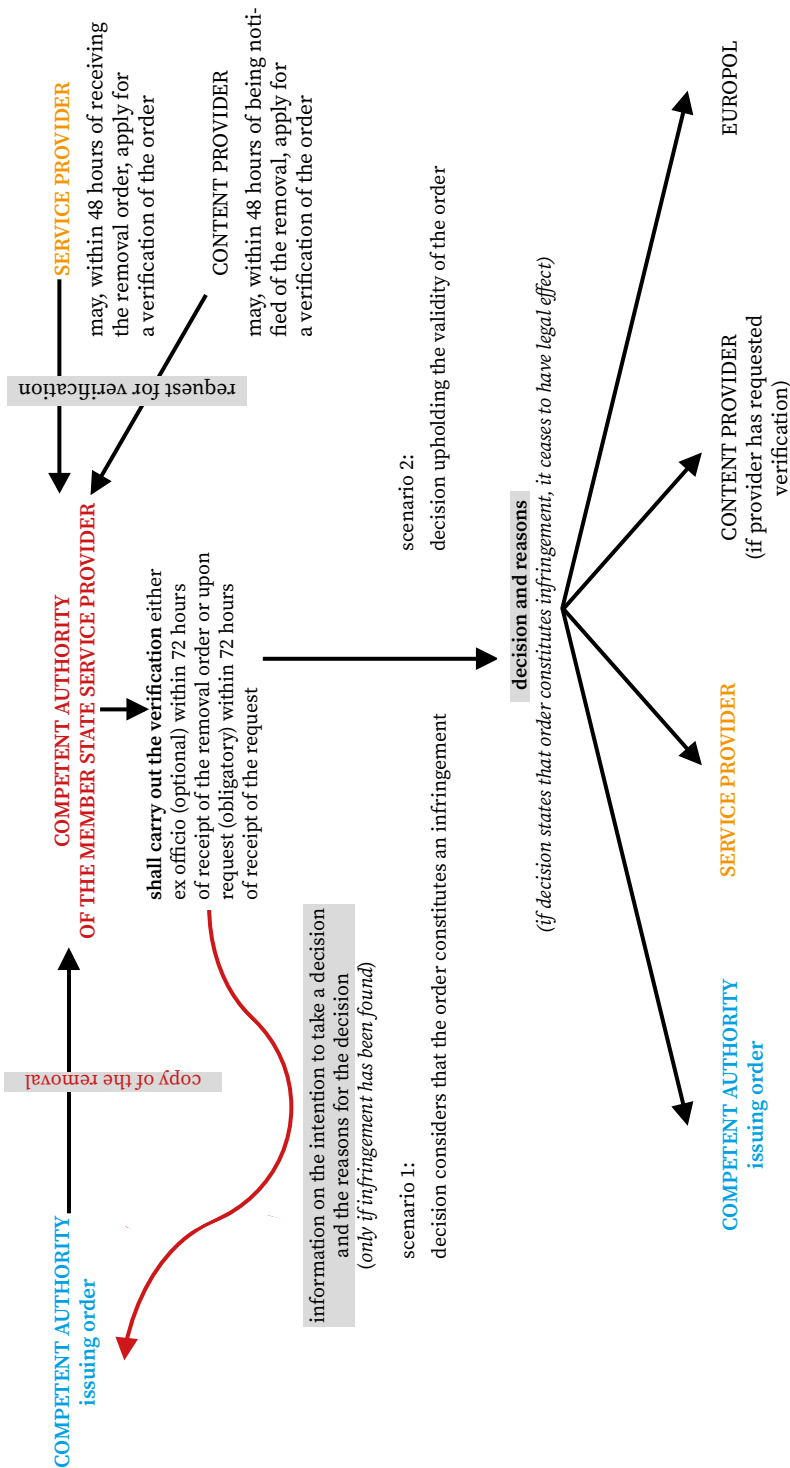 COMPETENT AUTHORITY
issuing order
copy of the removal
COMPETENT AUTHORITY
OF THE MEMBER STATE SERVICE PROVIDER
request for verification
SERVICE PROVIDER
may, within 48 hours of receiving
the removal order, apply for
a verification of the order
CONTENT PROVIDER
may, within 48 hours of being noti-
fied of the removal, apply for
a verification of the order
shall carry out the verification either
ex officio (optional) within 72 hours
of receipt of the removal order or upon
request (obligatory) within 72 hours
of receipt of the request
information on the intention to take a decision
and the reasons for the decision
(only if infringement has been found)
scenario 1:
decision considers that the order constitutes an infringement
scenario 2:
decision upholding the validity of the order
decision and reasons
(if decision states that order constitutes infringement, it ceases to have legal effect)
COMPETENT AUTHORITY
issuing order
SERVICE PROVIDER
CONTENT PROVIDER
(if provider has requested
verification)
EUROPOL